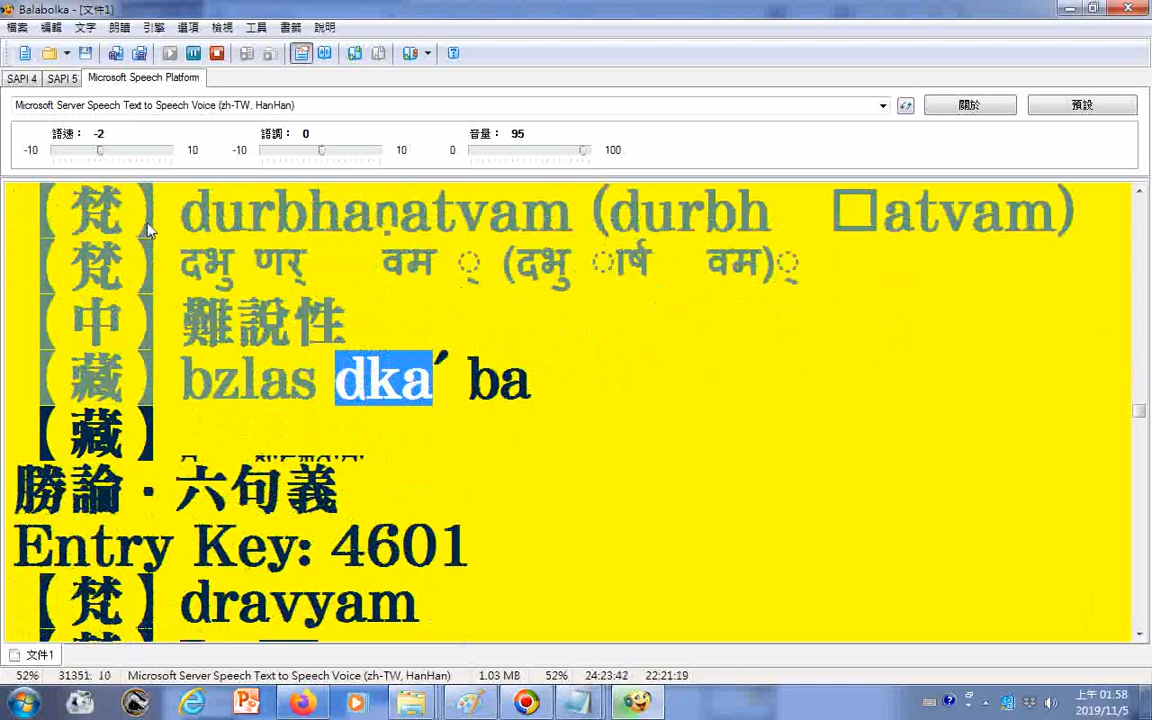 Balabolka - [文件1]
檔案 編輯 文字 朗讀 引擎 選項 檢視 工具 書籤 說明
SAPI 4 SAPI 5 Microsoft Speech Platform
Microsoft Server Speech Text to Speech Voice (zh-TW, HanHan) 關於 預設
語速： -2 語調： 0 音量： 95
-10 10 -10 10 0 100
【梵】 durbhaṇatvam (durbh □atvam)
【梵】 दभु णर् वम ् (दभु ार्ष वम)्
【中】 難說性
【藏】 bzlas dka´ ba
【藏】
勝論．六句義
Entry Key: 4601
【梵】 dravyam
文件1
52% 31351: 10 Microsoft Server Speech Text to Speech Voice (zh-TW, HanHan) 1.03 MB 52% 24:23:42 22:21:19
上午 01:58
2019/11/5